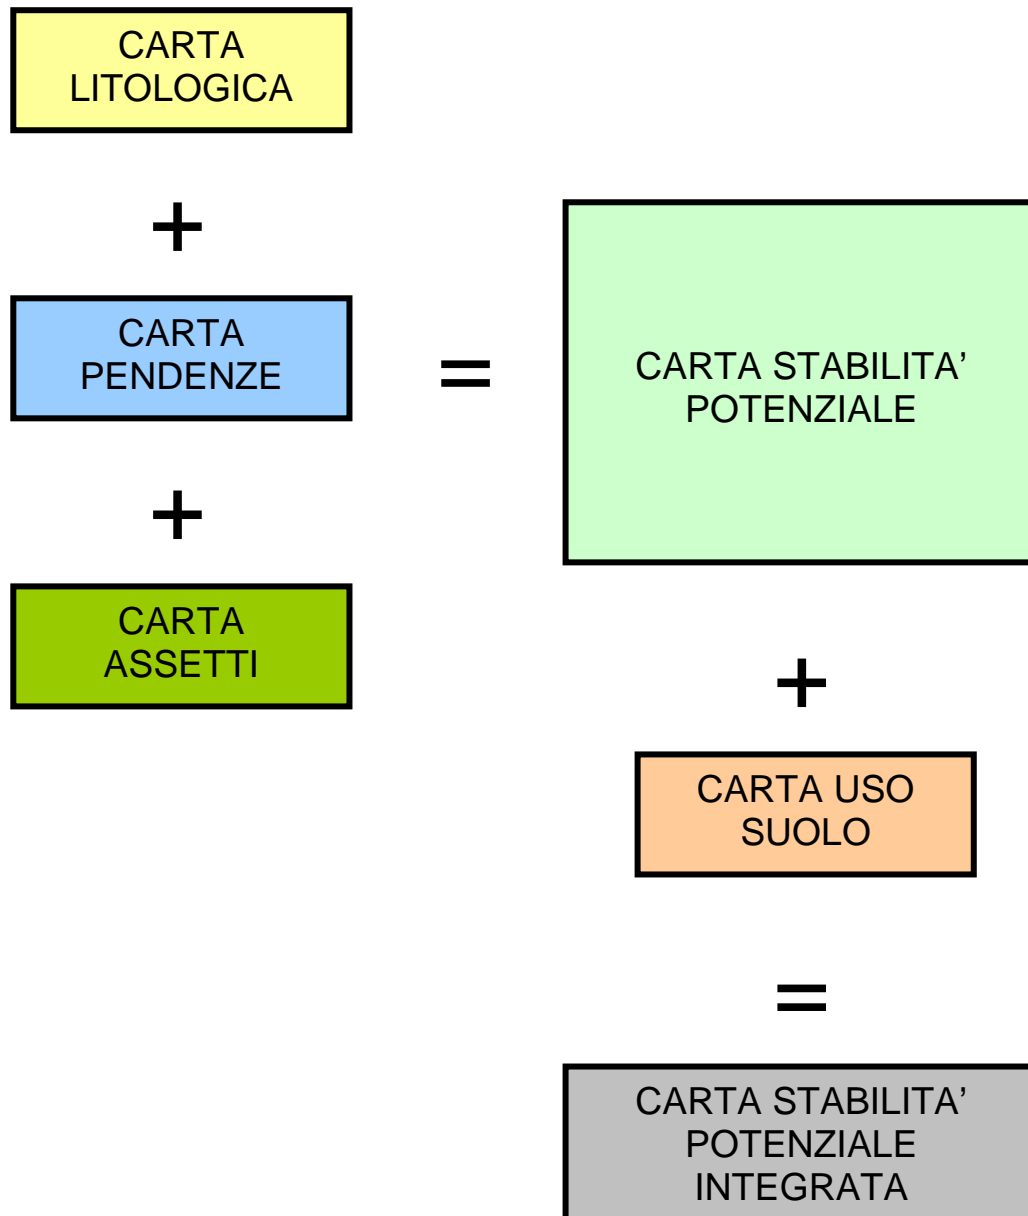 CARTA
LITOLOGICA
+
CARTA
PENDENZE
+
CARTA
ASSETTI
=
CARTA STABILITA’
POTENZIALE
+
CARTA USO
SUOLO
=
CARTA STABILITA’
POTENZIALE
INTEGRATA